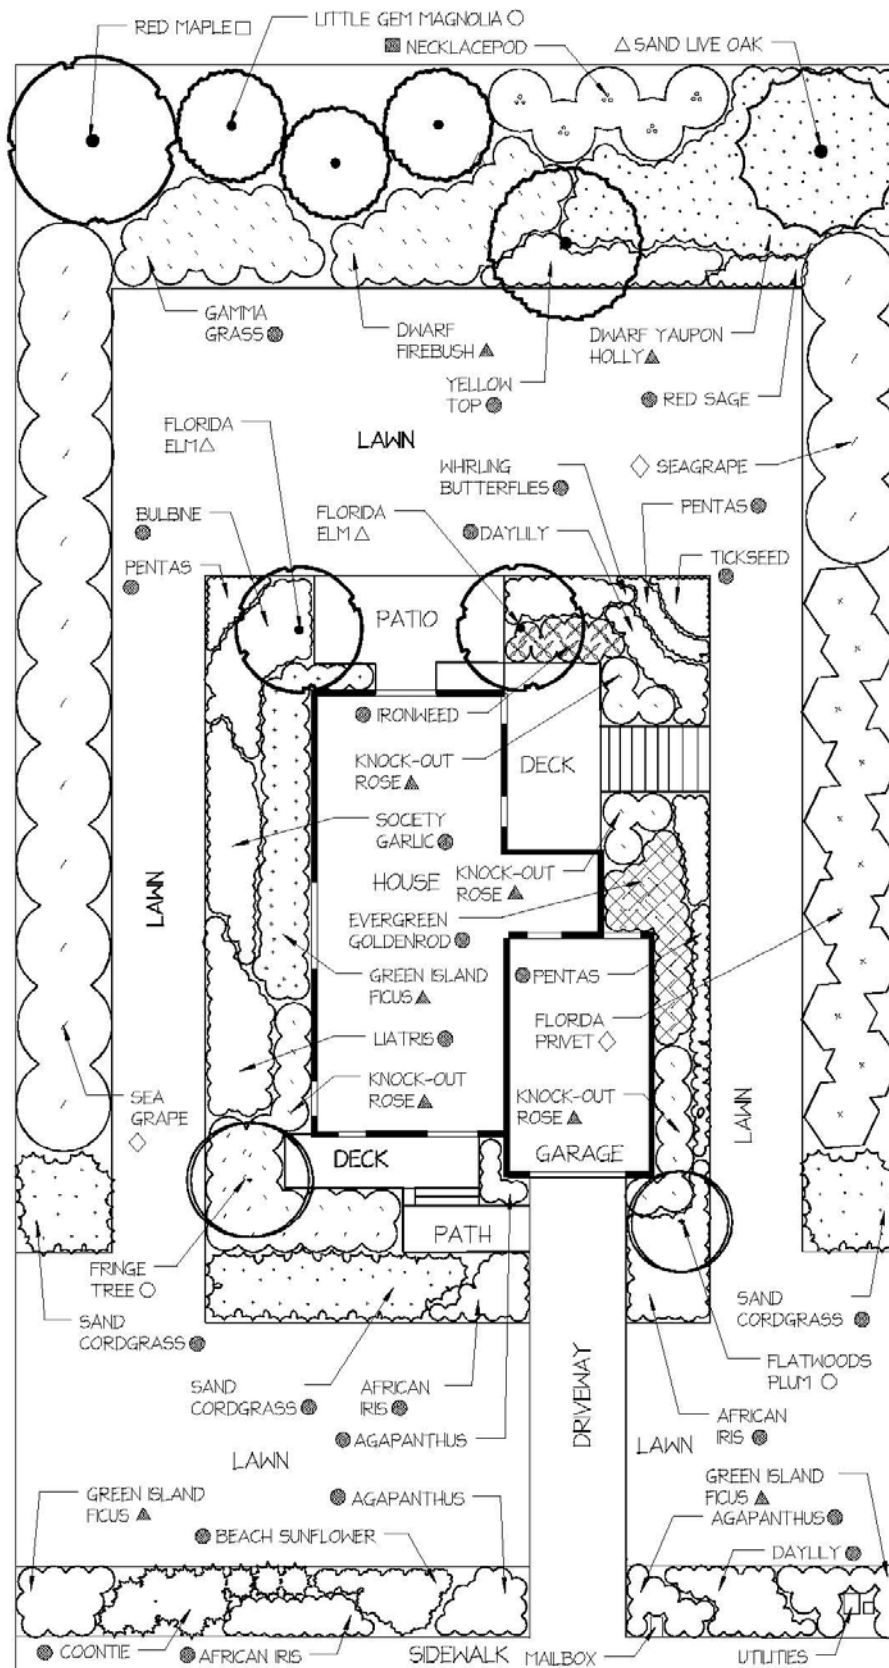 RED MAPLE
LITTLE GEM MAGNOLIA
NECKLACEPOD
SAND LIVE OAK
GAMMA
GRASS
DWARF
FIREBUSH
DWARF YAUPON
HOLLY
YELLOW
TOP
RED SAGE
FLORIDA
ELM
LAWN
WHIRLING
BUTTERFLIES
SEAGRAPE
BULBINE
FLORIDA
ELM
DAYLILY
PENTAS
PENTAS
TICKSEED
PATIO
IRONWEED
KNOCK-OUT
ROSE
DECK
SOCIETY
GARLIC
HOUSE
KNOCK-OUT
ROSE
LAWN
EVERGREEN
GOLDENROD
GREEN ISLAND
FICUS
PENTAS
FLORIDA
PRIVET
LIATRIS
KNOCK-OUT
ROSE
KNOCK-OUT
ROSE
LAWN
SEA
GRAPE
DECK
GARAGE
PATH
FRINGE
TREE
SAND
CORDGRASS
SAND
CORDGRASS
FLATWOODS
PLUM
SAND
CORDGRASS
AFRICAN
IRIS
DRIVEWAY
AFRICAN
IRIS
AGAPANTHUS
LAWN
LAWN
GREEN ISLAND
FICUS
AGAPANTHUS
BEACH SUNFLOWER
GREEN ISLAND
FICUS
AGAPANTHUS
DAYLILY
COONTIE
AFRICAN IRIS
SIDEWALK
MAILBOX
UTILITIES